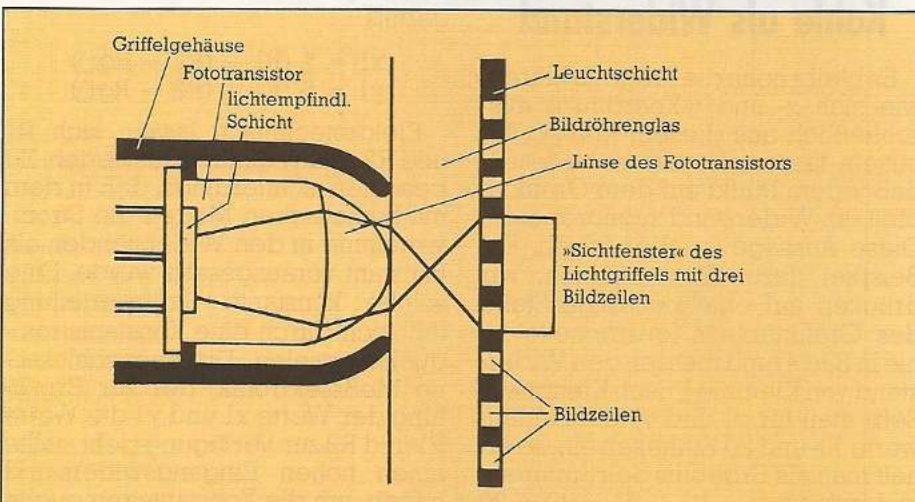 Griffelgehäuse
Fototransistor
lichtempfindl.
Schicht
Leuchtschicht
Bildröhrenglas
Linse des Fototransistors
»Sichtfenster« des
Lichtgriffels mit drei
Bildzeilen
Bildzeilen